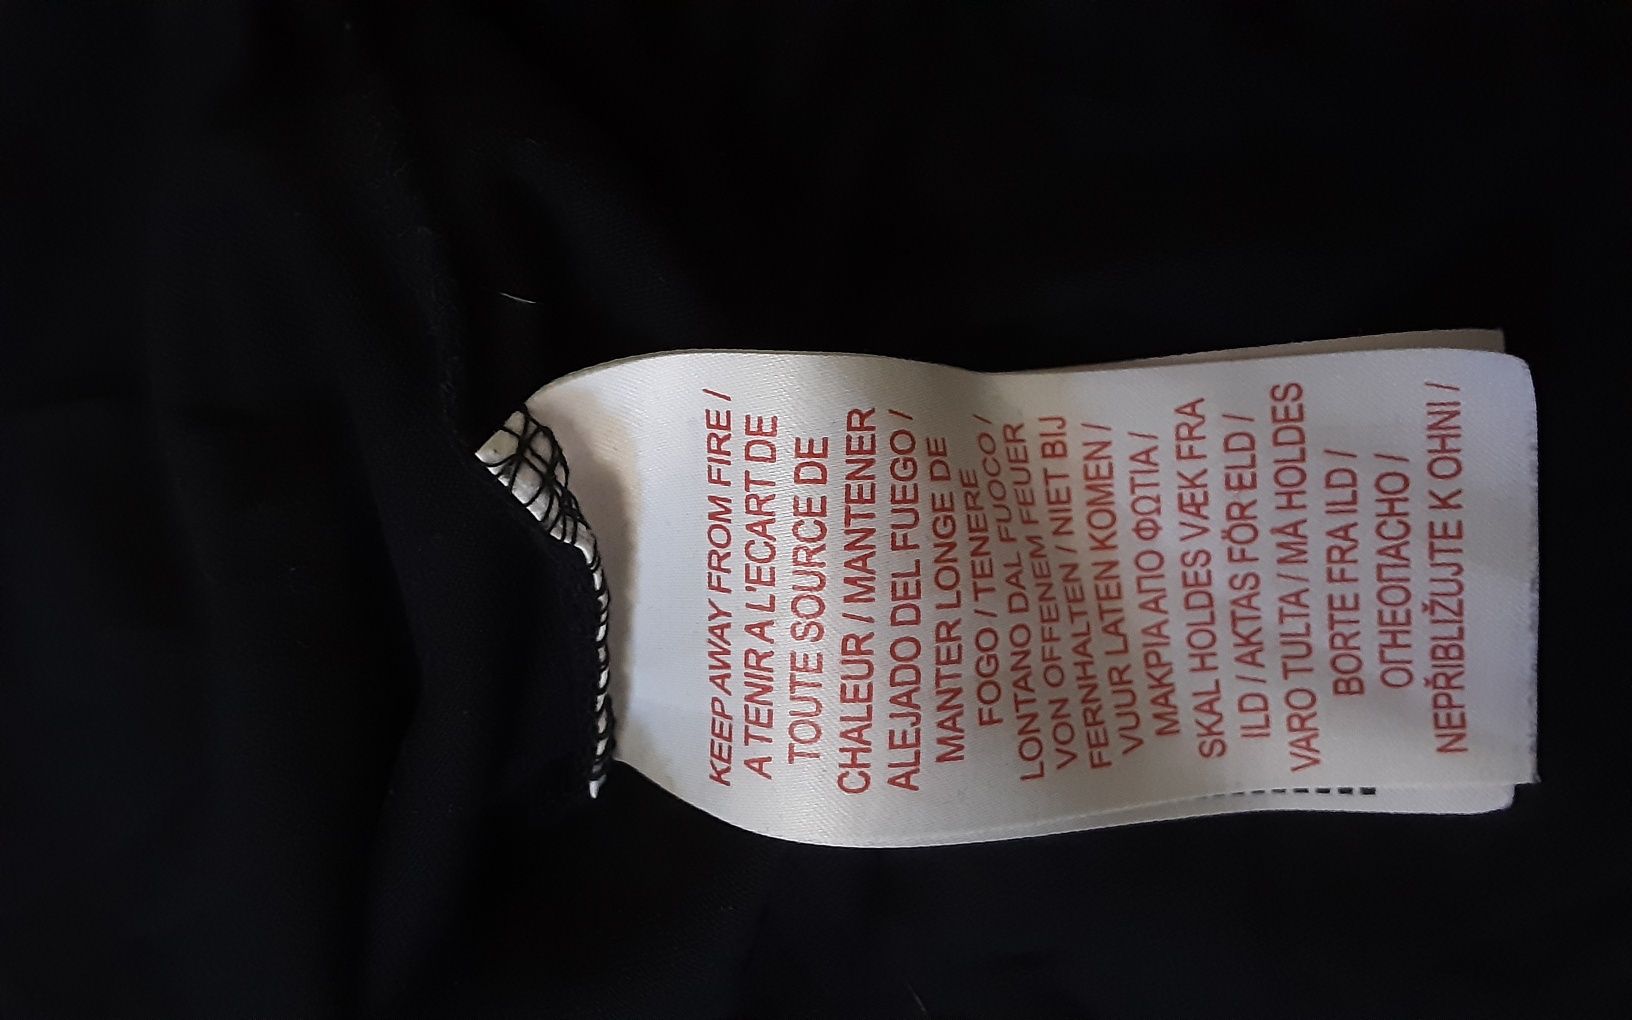 KEEP AWAY FROM FIRE /
A TENIR A L'ECART DE
TOUTE SOURCE DE
CHALEUR / MANTENER
ALEJADO DEL FUEGO /
MANTER LONGE DE
FOGO / TENERE
LONTANO DAL FUOCO /
VON OFFENEM FEUER
FERNHALTEN / NIET BIJ
VUUR LATEN KOMEN /
ΜΑΚΡΙΑ ΑΠΟ ΦΩΤΙΑ /
SKAL HOLDES VÆK FRA
ILD / AKTAS FÖR ELD /
VARO TULTA / MA HOLDES
BORTE FRA ILD /
ОГНЕОПАСНО /
NEPŘIBLIŽUJTE K OHNI /